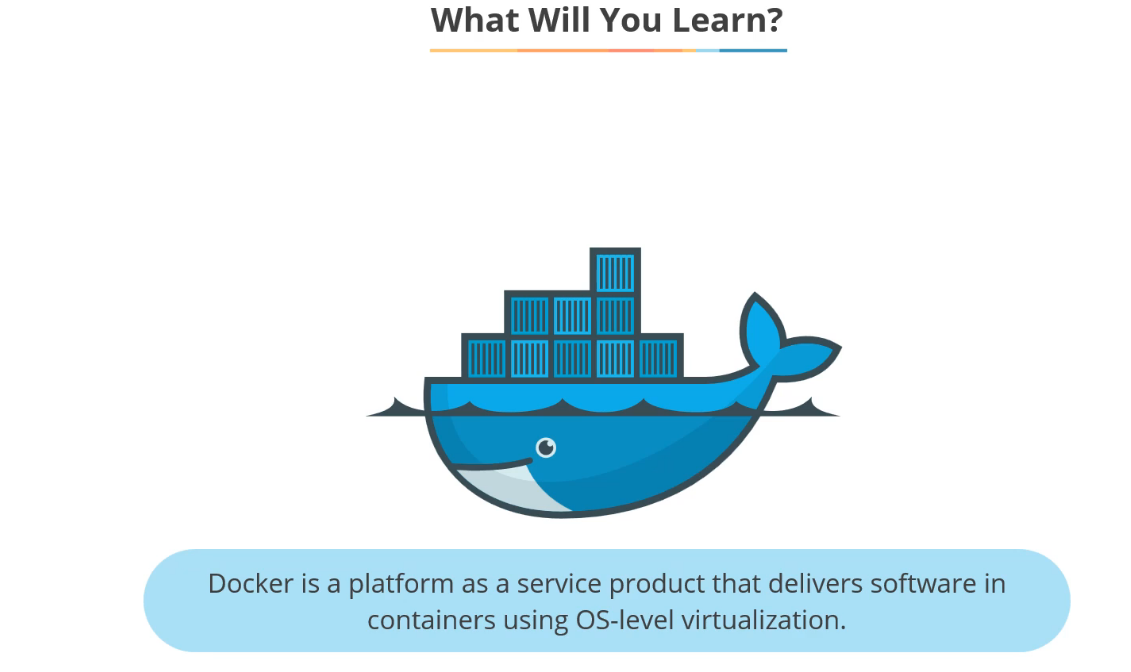 What Will You Learn?
Docker is a platform as a service product that delivers software in
containers using OS-level virtualization.